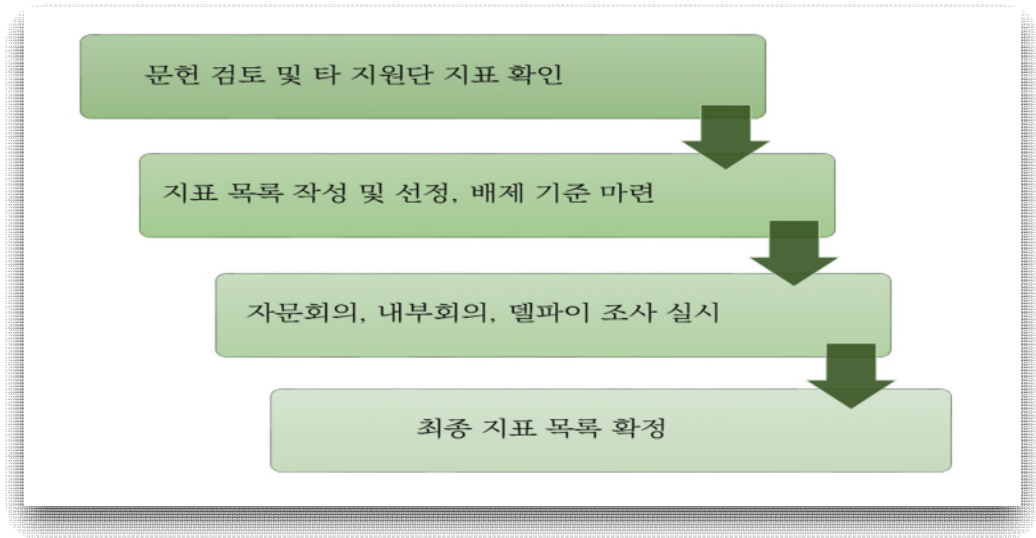 문헌 검토 및 타 지원단 지표 확인
지표 목록 작성 및 선정, 배제 기준 마련
자문회의, 내부회의, 델파이 조사 실시
최종 지표 목록 확정